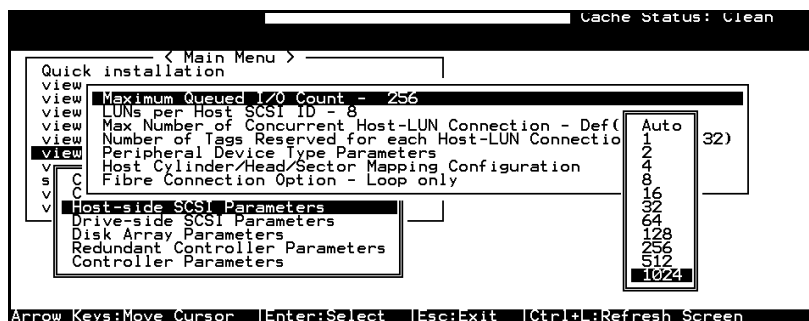 Cache Status: Clean
< Main Menu >
Quick installation
view
view Maximum Queued I/O Count - 256
view LUNs per Host SCSI ID - 8
view Max Number of Concurrent Host-LUN Connection - Def(
view Number of Tags Reserved for each Host-LUN Connectio 32)
view Peripheral Device Type Parameters
v Host Cylinder/Head/Sector Mapping Configuration
s C Fibre Connection Option - Loop only
v C
v Host-side SCSI Parameters
Drive-side SCSI Parameters
Disk Array Parameters
Redundant Controller Parameters
Controller Parameters
Auto
1
2
4
8
16
32
64
128
256
512
1024
Arrow Keys:Move Cursor |Enter:Select |Esc:Exit |Ctrl+L:Refresh Screen